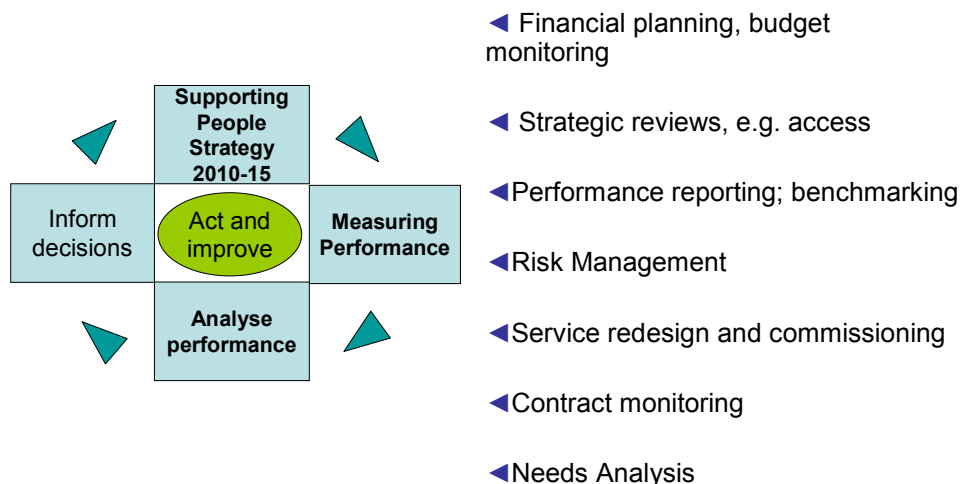 Supporting
People
Strategy
2010-15
Inform
decisions
Act and
improve
Measuring
Performance
Analyse
performance
◄ Financial planning, budget
monitoring
◄ Strategic reviews, e.g. access
◄Performance reporting; benchmarking
◄Risk Management
◄Service redesign and commissioning
◄Contract monitoring
◄Needs Analysis